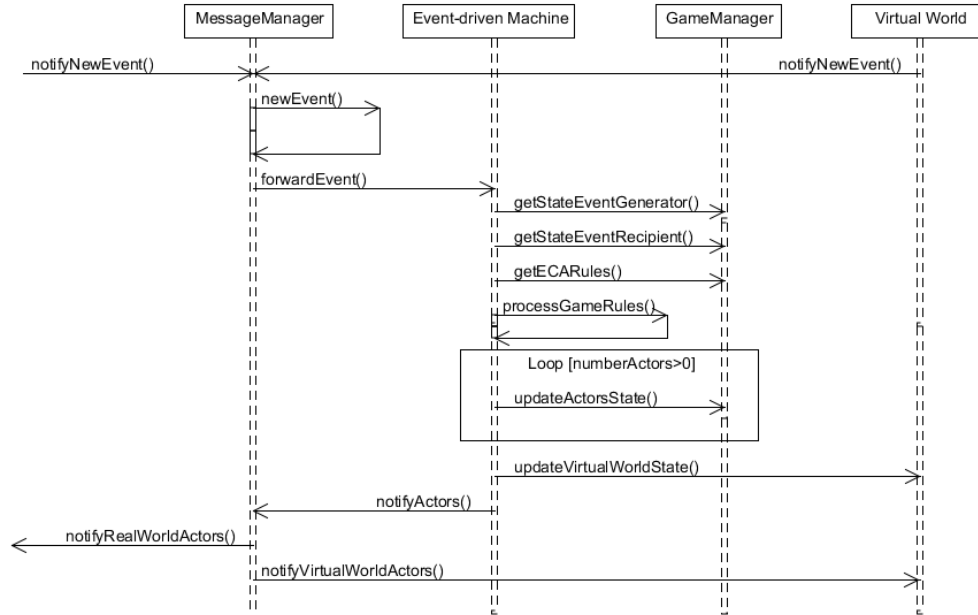 MessageManager
Event-driven Machine
GameManager
Virtual World
notifyNewEvent()
notifyNewEvent()
newEvent()
forwardEvent()
getStateEventGenerator()
getStateEventRecipient()
getECARules()
processGameRules()
Loop [numberActors>0]
updateActorsState()
updateVirtualWorldState()
notifyActors()
notifyRealWorldActors()
notifyVirtualWorldActors()